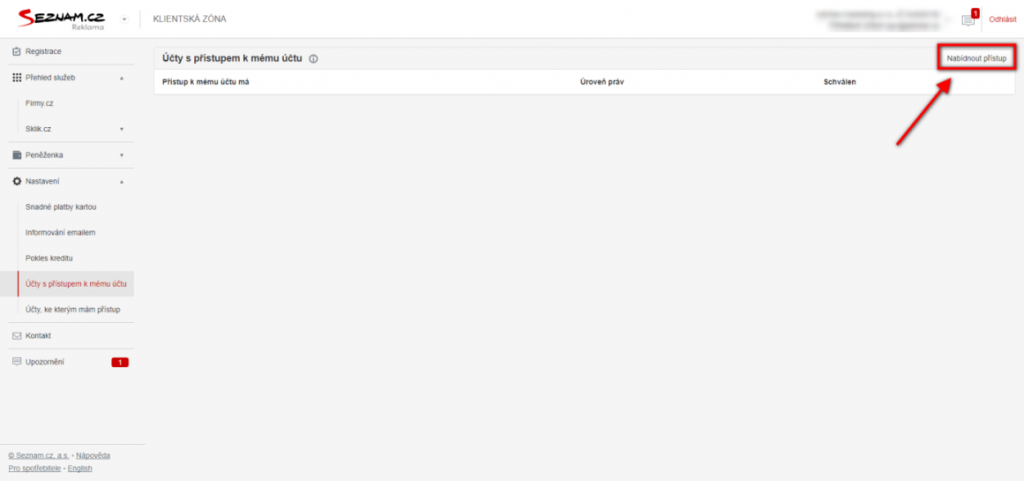 SEZNAM.CZ
Reklama
KLIENTSKÁ ZÓNA
1
Odhlásit
Registrace
Přehled služeb
Firmy.cz
Sklik.cz
Peněženka
Nastavení
Snadné platby kartou
Informování emailem
Pokles kreditu
Účty s přístupem k mému účtu
Účty, ke kterým mám přístup
Kontakt
Upozornění 1
© Seznam.cz, a.s. - Nápověda
Pro spotřebitele - English
Účty s přístupem k mému účtu
Nabídnout přístup
Přístup k mému účtu má Úroveň práv Schválen